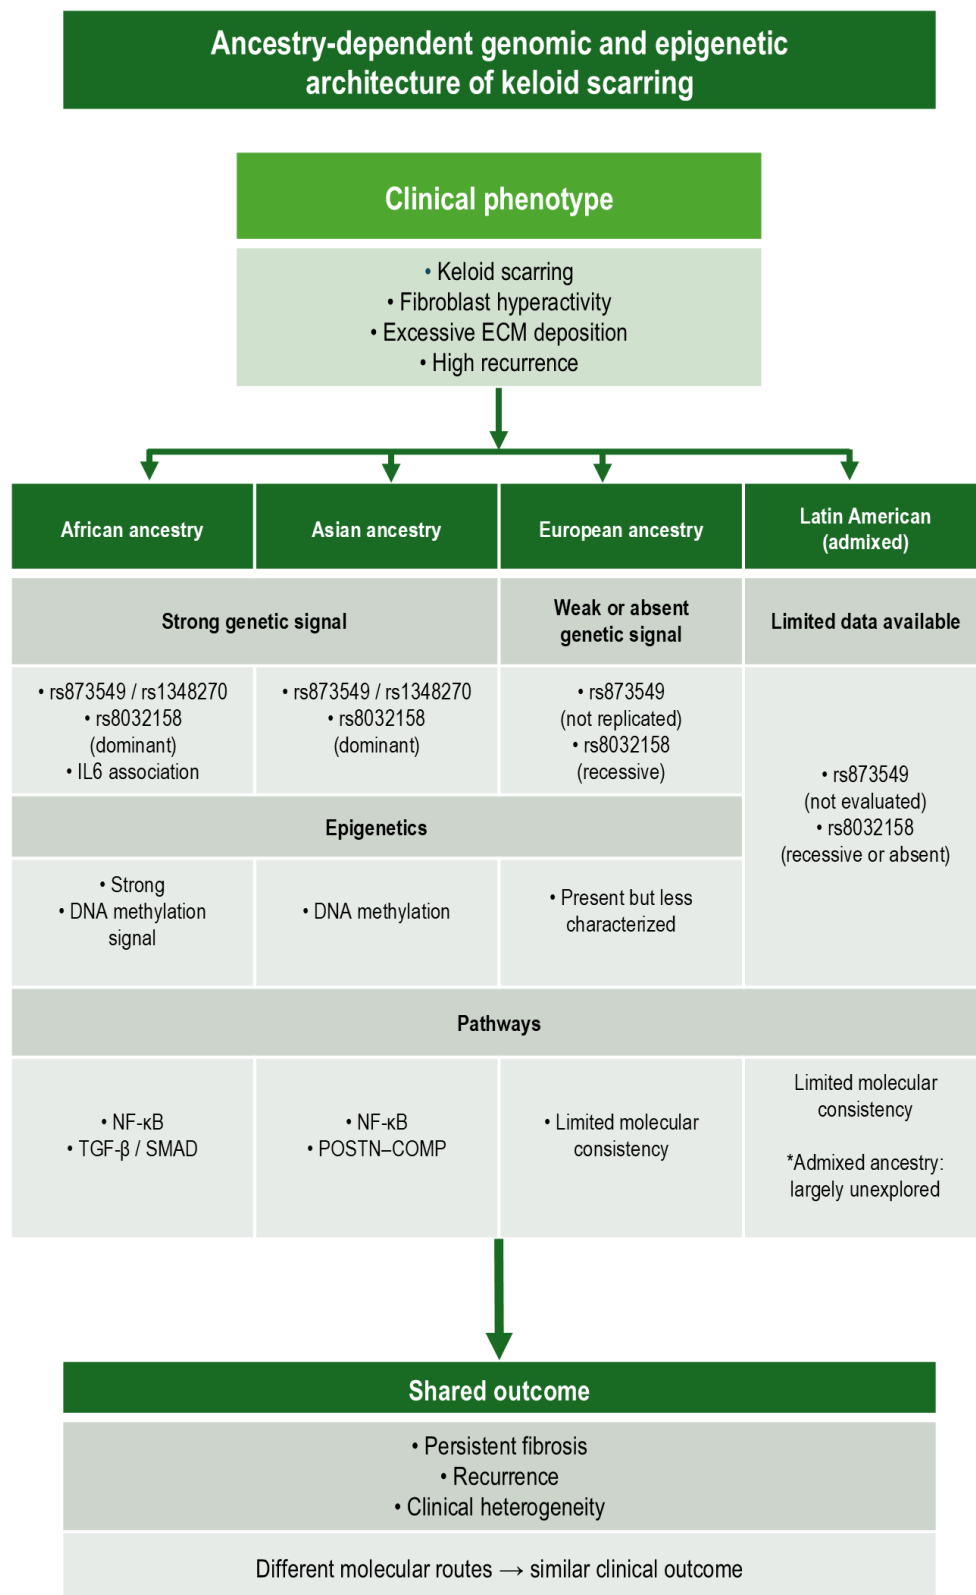 Ancestry-dependent genomic and epigenetic
architecture of keloid scarring
Clinical phenotype
• Keloid scarring
• Fibroblast hyperactivity
• Excessive ECM deposition
• High recurrence
African ancestry
Asian ancestry
European ancestry
Latin American
(admixed)
Strong genetic signal
Weak or absent
genetic signal
Limited data available
• rs873549 / rs1348270
• rs8032158
(dominant)
• IL6 association
• rs873549 / rs1348270
• rs8032158
(dominant)
• rs873549
(not replicated)
• rs8032158
(recessive)
• rs873549
(not evaluated)
• rs8032158
(recessive or absent)
Epigenetics
• Strong
• DNA methylation
signal
• DNA methylation
• Present but less
characterized
Pathways
• NF-κB
• TGF-β / SMAD
• NF-κB
• POSTN–COMP
• Limited molecular
consistency
Limited molecular
consistency
*Admixed ancestry:
largely unexplored
Shared outcome
• Persistent fibrosis
• Recurrence
• Clinical heterogeneity
Different molecular routes → similar clinical outcome